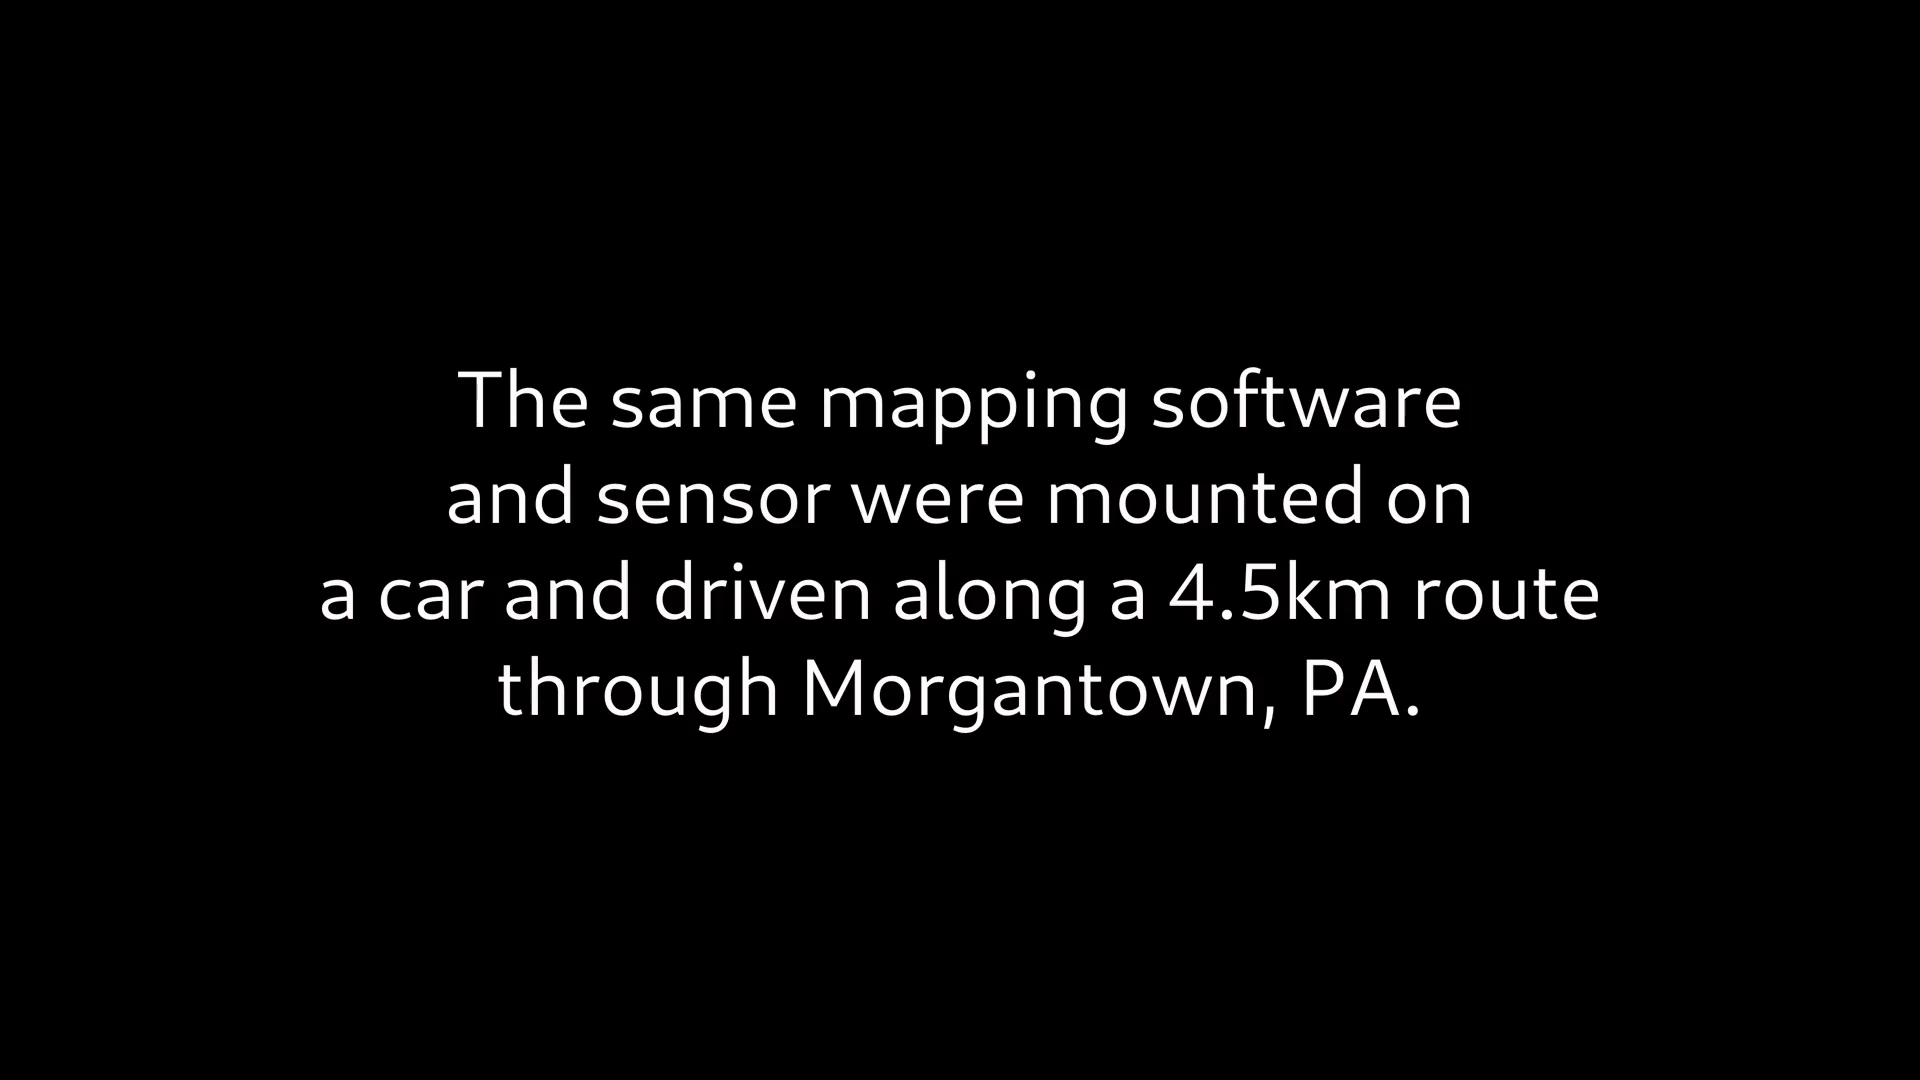 The same mapping software
and sensor were mounted on
a car and driven along a 4.5km route
through Morgantown, PA.